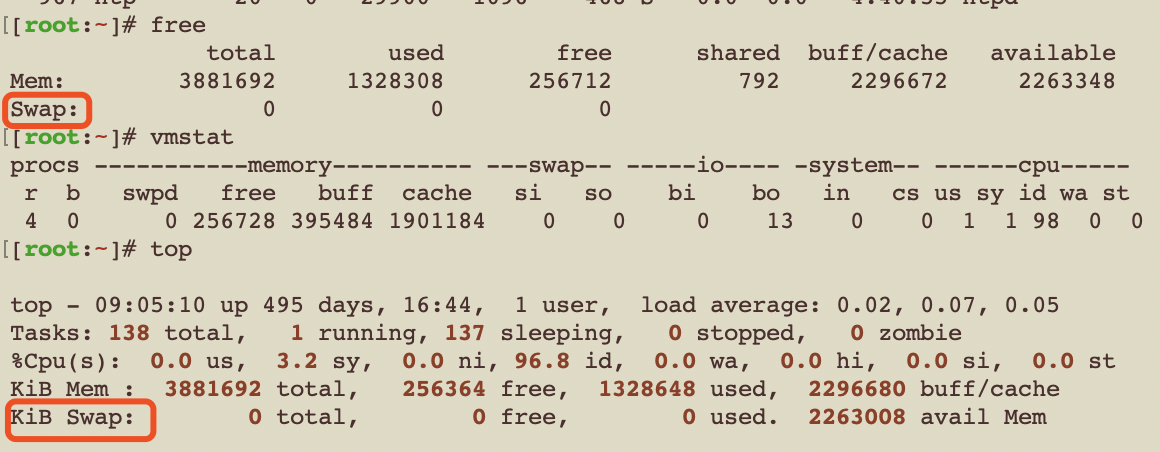 [[root:~]# free
              total        used        free      shared  buff/cache   available
Mem:        3881692     1328308      256712         792     2296672     2263348
Swap:             0           0           0
[[root:~]# vmstat
procs -----------memory---------- ---swap-- -----io---- -system-- ------cpu-----
 r  b   swpd   free   buff  cache   si   so    bi    bo   in   cs us sy id wa st
 4  0      0 256728 395484 1901184    0    0     0    13    0    0  1  1 98  0  0
[[root:~]# top
top - 09:05:10 up 495 days, 16:44,  1 user,  load average: 0.02, 0.07, 0.05
Tasks: 138 total,   1 running, 137 sleeping,   0 stopped,   0 zombie
%Cpu(s):  0.0 us,  3.2 sy,  0.0 ni, 96.8 id,  0.0 wa,  0.0 hi,  0.0 si,  0.0 st
KiB Mem :  3881692 total,   256364 free,  1328648 used,  2296680 buff/cache
KiB Swap:        0 total,        0 free,        0 used.  2263008 avail Mem